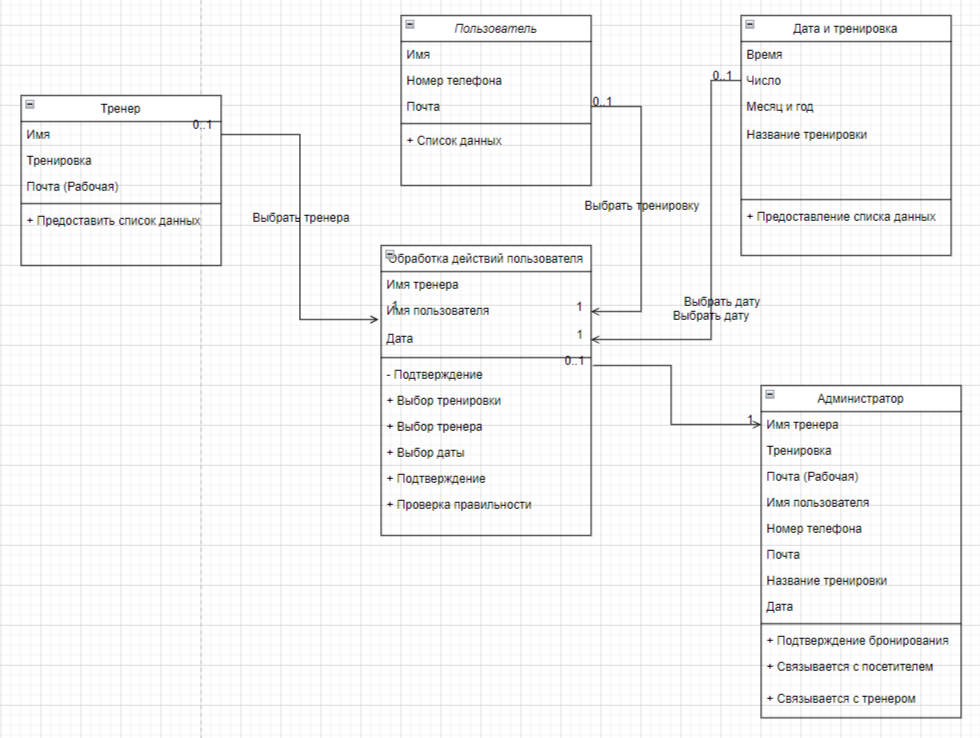 Тренер
Имя
Тренировка
Почта (Рабочая)
+ Предоставить список данных
0..1
Выбрать тренера
Пользователь
Имя
Номер телефона
Почта
+ Список данных
0..1
Выбрать тренировку
Дата и тренировка
Время
Число
Месяц и год
Название тренировки
+ Предоставление списка данных
0..1
Выбрать дату
Выбрать дату
Обработка действий пользователя
Имя тренера
1
Имя пользователя
1
Дата
1
0..1
- Подтверждение
+ Выбор тренировки
+ Выбор тренера
+ Выбор даты
+ Подтверждение
+ Проверка правильности
Администратор
1
Имя тренера
Тренировка
Почта (Рабочая)
Имя пользователя
Номер телефона
Почта
Название тренировки
Дата
+ Подтверждение бронирования
+ Связывается с посетителем
+ Связывается с тренером